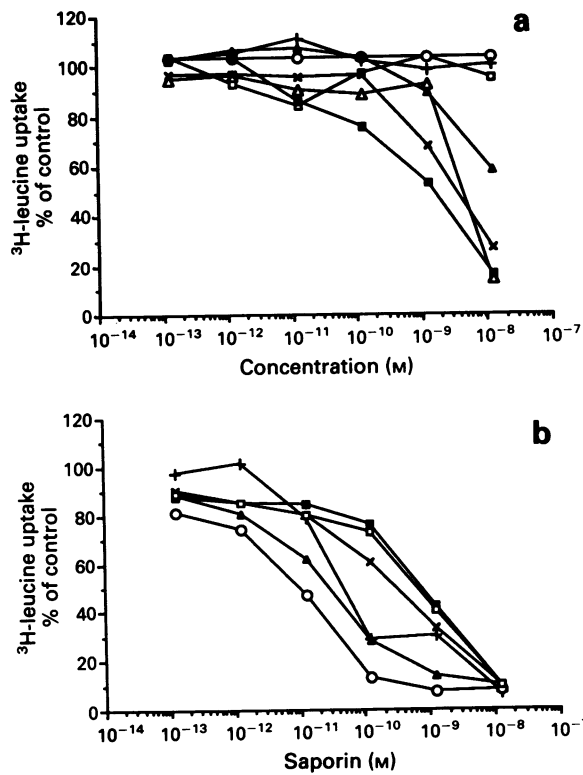 a
120
100
80
60
40
20
0
³H-leucine uptake
% of control
10⁻¹⁴ 10⁻¹³ 10⁻¹² 10⁻¹¹ 10⁻¹⁰ 10⁻⁹ 10⁻⁸ 10⁻⁷
Concentration (M)
b
120
100
80
60
40
20
0
³H-leucine uptake
% of control
10⁻¹⁴ 10⁻¹³ 10⁻¹² 10⁻¹¹ 10⁻¹⁰ 10⁻⁹ 10⁻⁸
Saporin (M)